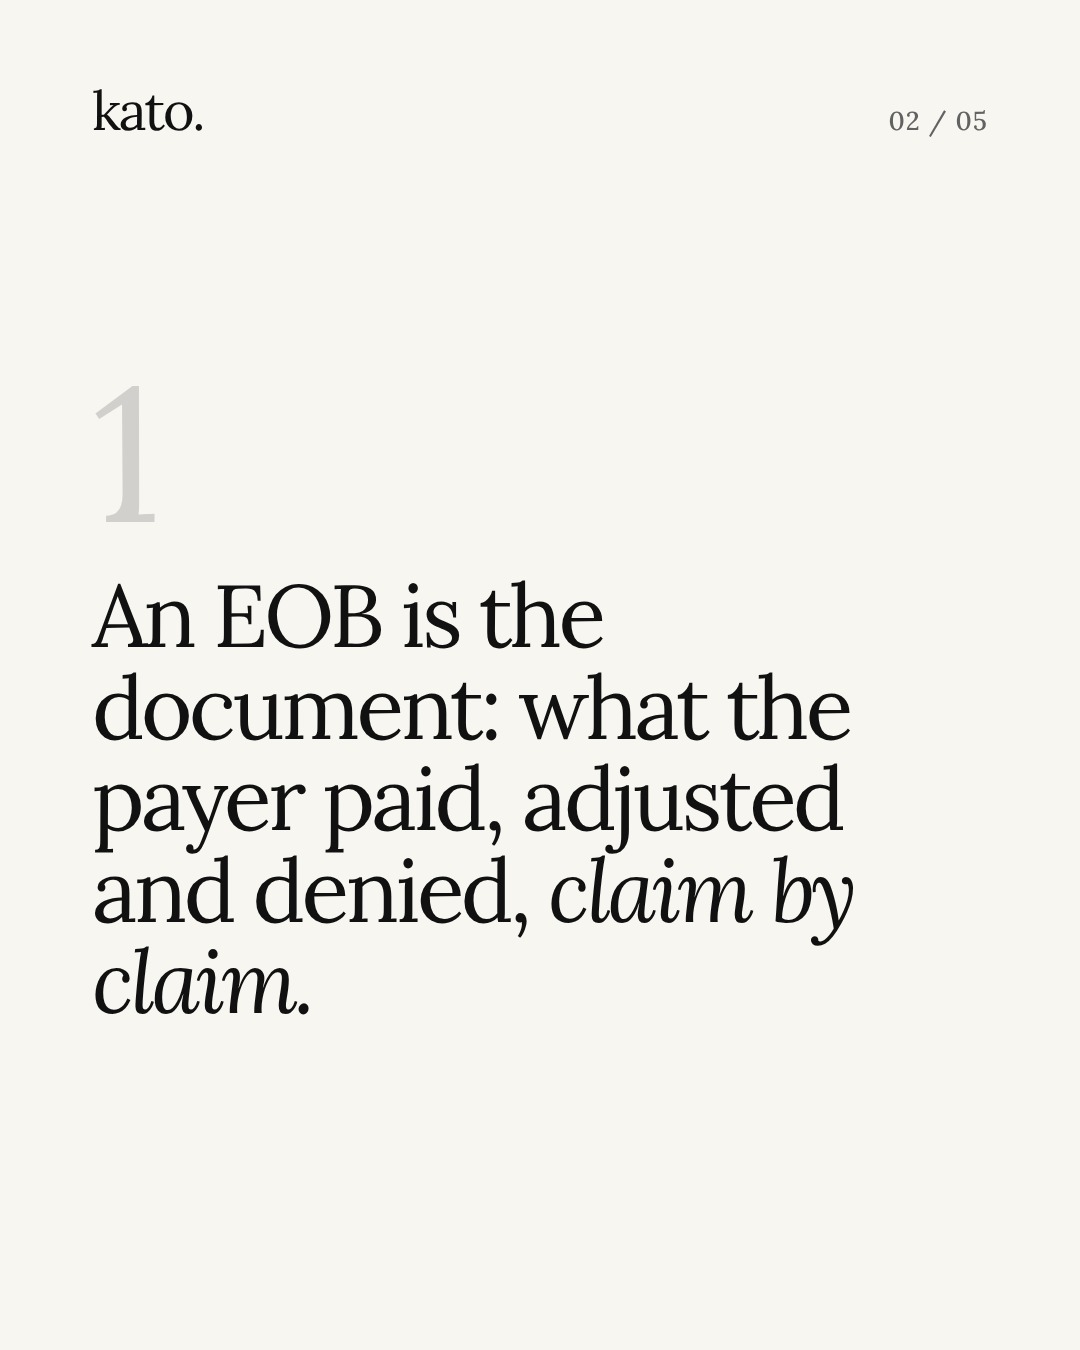 kato.
02 / 05
1
An EOB is the
document: what the
payer paid, adjusted
and denied, claim by
claim.